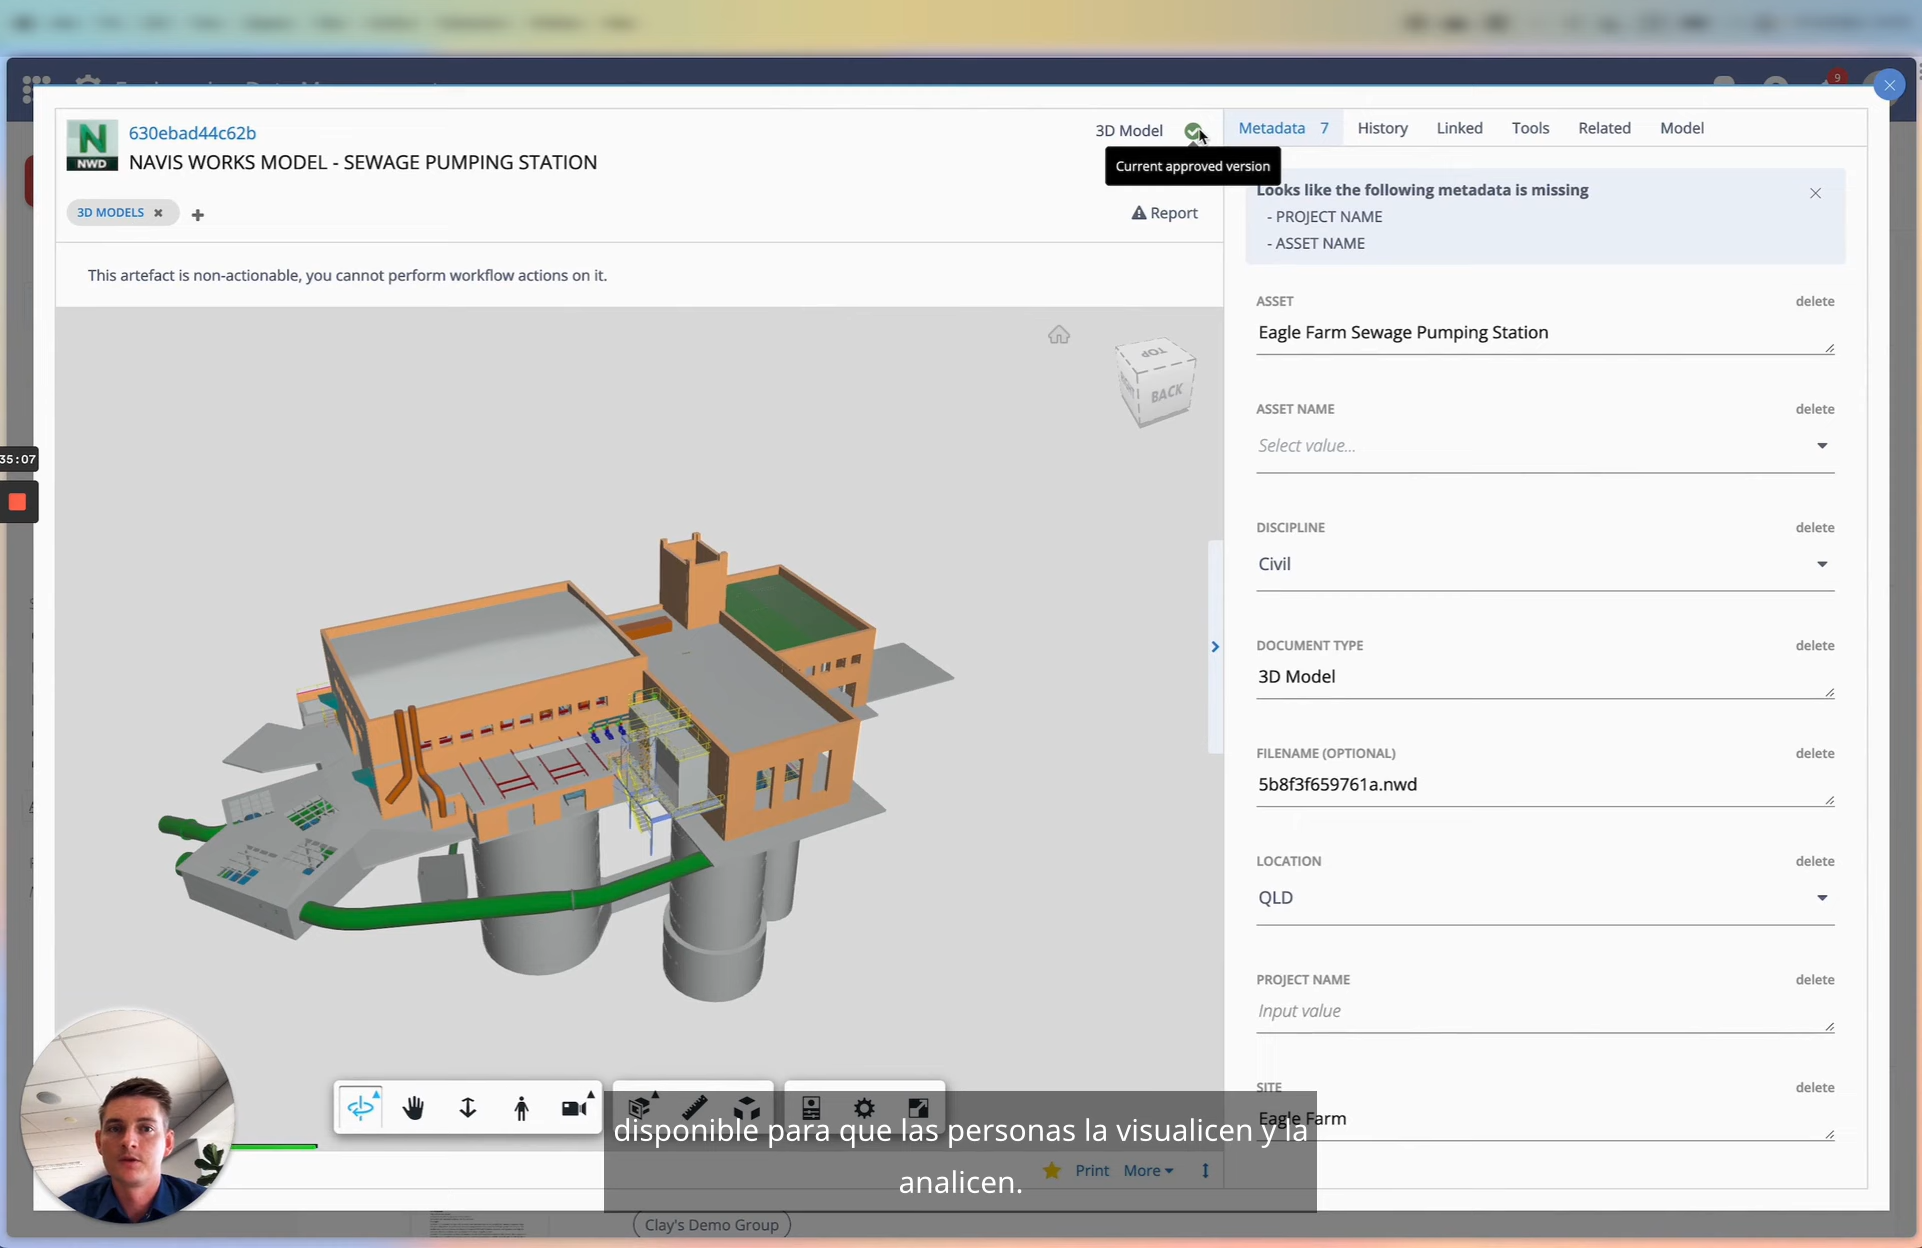 9
630ebad44c62b
NWD
NAVIS WORKS MODEL - SEWAGE PUMPING STATION
3D Model
Current approved version
3D MODELS
Report
This artefact is non-actionable, you cannot perform workflow actions on it.
TOP
BACK
35:07
Metadata 7 History Linked Tools Related Model
Looks like the following metadata is missing
- PROJECT NAME
- ASSET NAME
ASSET delete
Eagle Farm Sewage Pumping Station
ASSET NAME delete
Select value...
DISCIPLINE delete
Civil
DOCUMENT TYPE delete
3D Model
FILENAME (OPTIONAL) delete
5b8f3f659761a.nwd
LOCATION delete
QLD
PROJECT NAME delete
Input value
SITE delete
Eagle Farm
disponible para que las personas la visualicen y la
analicen.
Print More
Clay's Demo Group